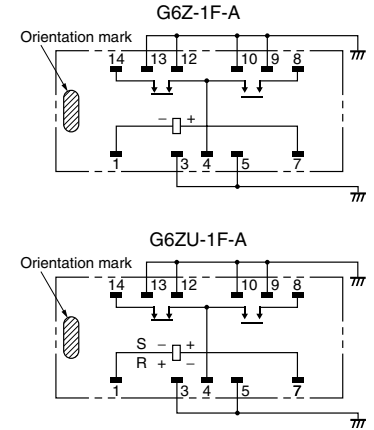 G6Z-1F-A
Orientation mark
14 13 12 10 9 8
− +
1 3 4 5 7
G6ZU-1F-A
Orientation mark
14 13 12 10 9 8
S − +
R + −
1 3 4 5 7